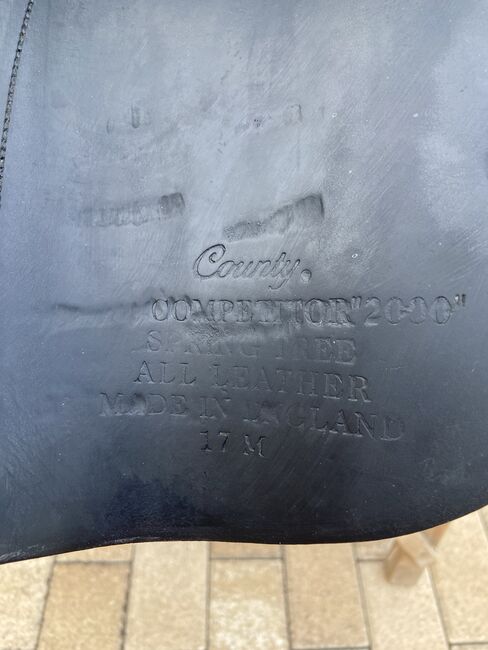 County.
COMPETITOR "2000"
SPRING TREE
ALL LEATHER
MADE IN ENGLAND
17 M